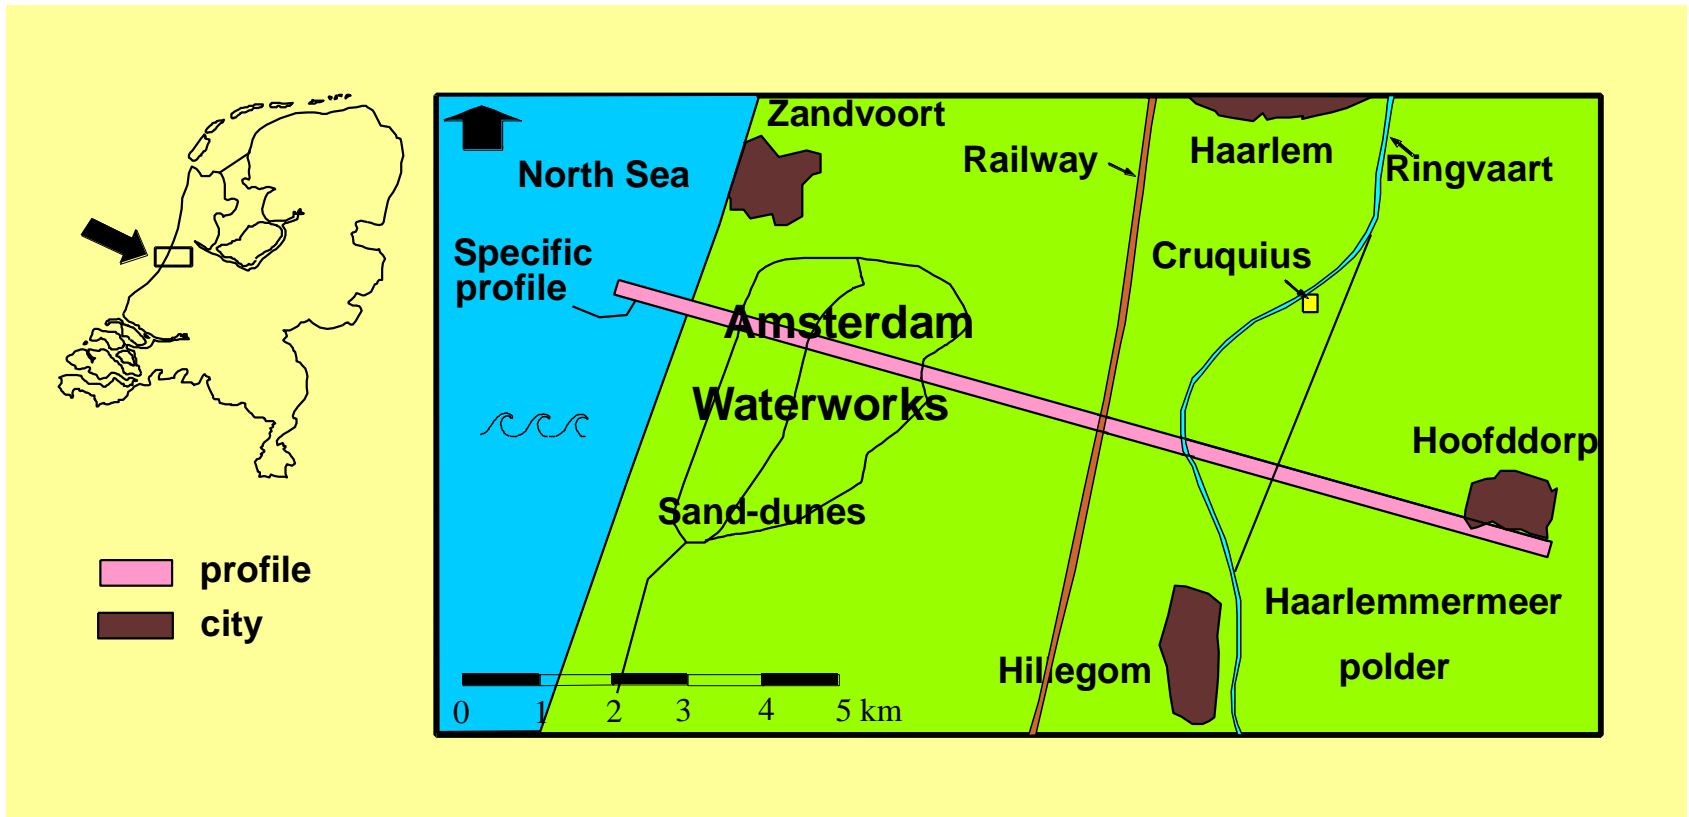 Zandvoort
North Sea
Railway
Haarlem
Ringvaart
Specific
profile
Cruquius
Amsterdam
Waterworks
Hoofddorp
Sand-dunes
profile
city
Haarlemmermeer
polder
Hillegom
0 1 2 3 4 5 km